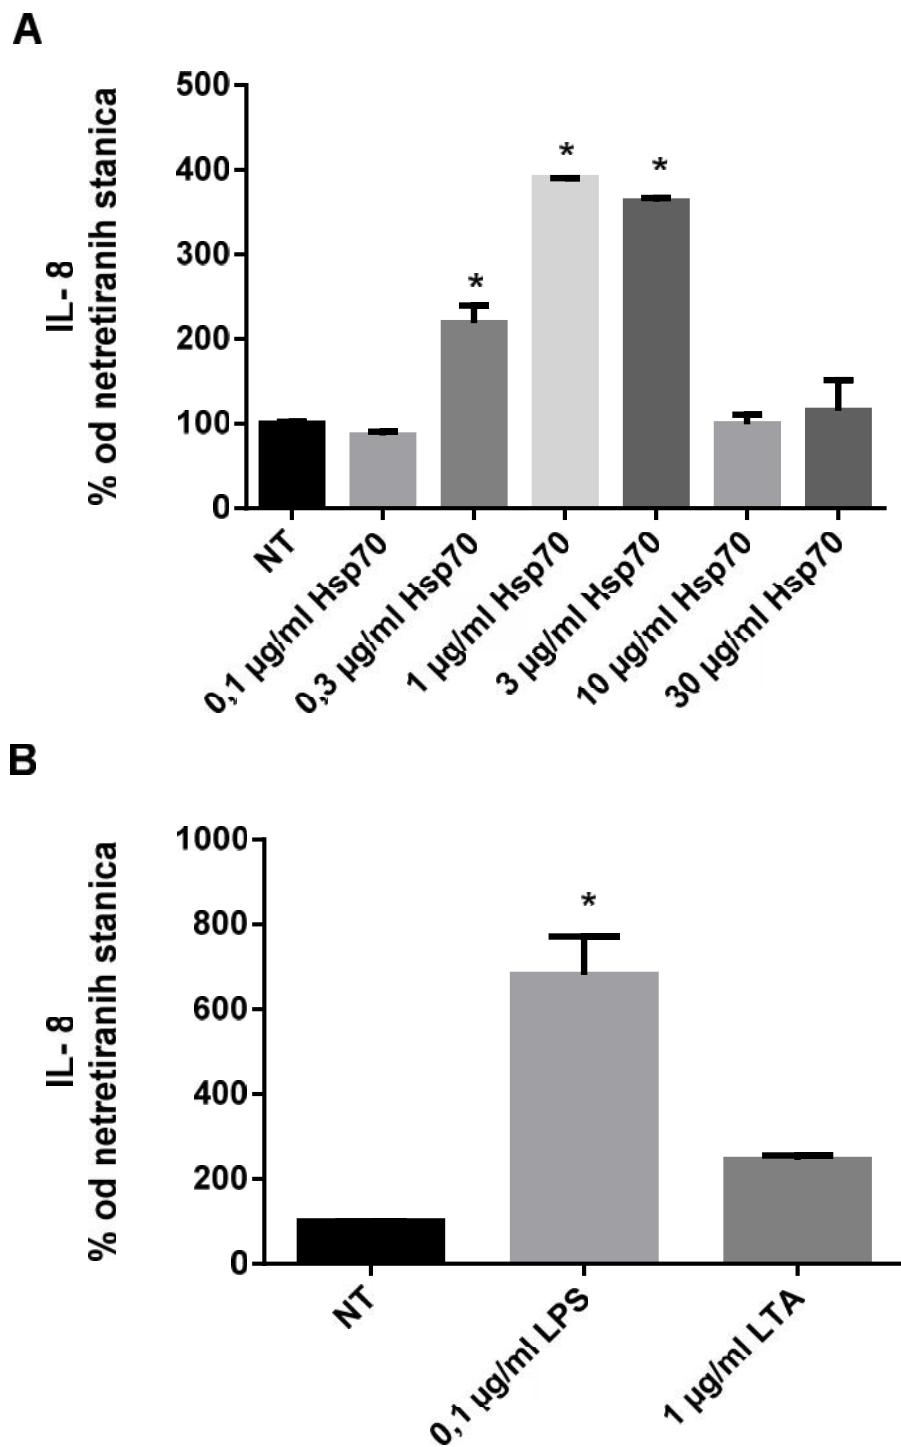 A
IL- 8
% od netretiranih stanica
500
400
300
200
100
0
*
*
*
NT
0,1 µg/ml Hsp70
0,3 µg/ml Hsp70
1 µg/ml Hsp70
3 µg/ml Hsp70
10 µg/ml Hsp70
30 µg/ml Hsp70
B
IL- 8
% od netretiranih stanica
1000
800
600
400
200
0
*
NT
0,1 µg/ml LPS
1 µg/ml LTA